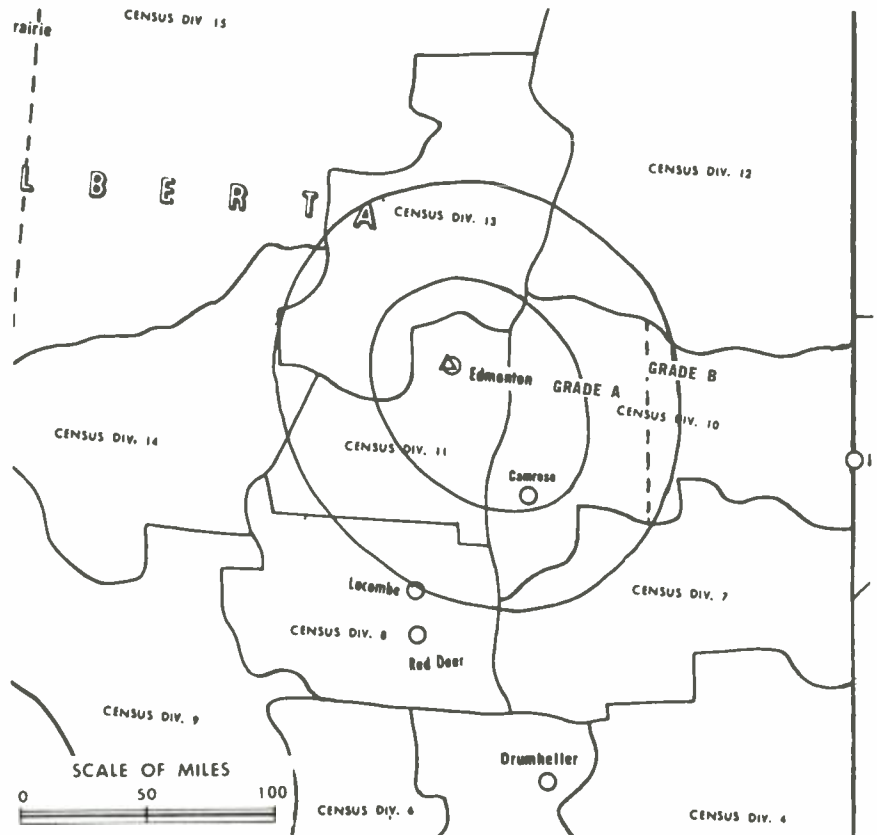 CENSUS DIV 15
rairie
CENSUS DIV. 12
L B E R T A
CENSUS DIV. 13
Edmonton
GRADE A
GRADE B
CENSUS DIV. 10
CENSUS DIV. 14
CENSUS DIV. 11
Camrose
Lacombe
CENSUS DIV. 7
CENSUS DIV. 8
Red Deer
CENSUS DIV. 9
SCALE OF MILES
0 50 100
Drumheller
CENSUS DIV. 6
CENSUS DIV. 4